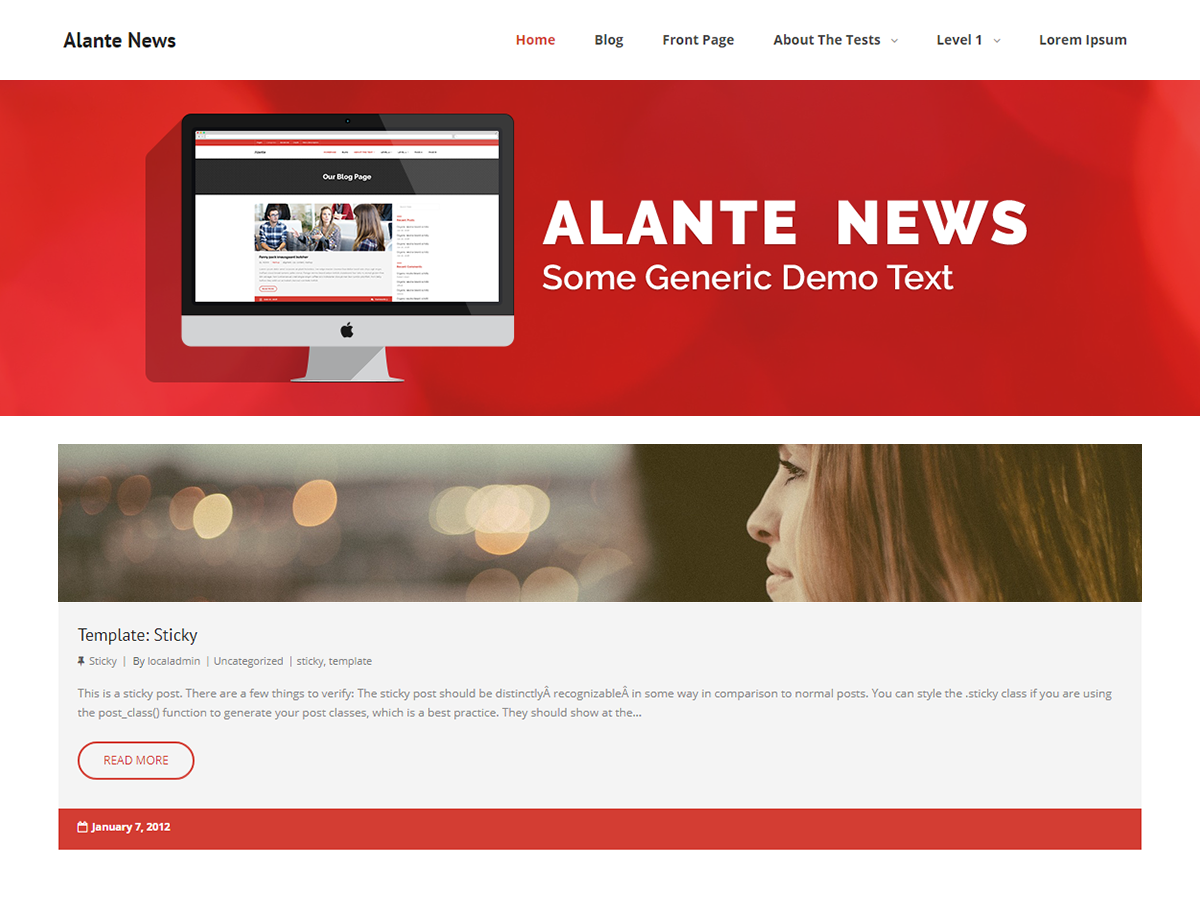 Alante News
Home Blog Front Page About The Tests Level 1 Lorem Ipsum
Our Blog Page
ALANTE NEWS
Some Generic Demo Text
Template: Sticky
Sticky | By localadmin | Uncategorized | sticky, template
This is a sticky post. There are a few things to verify: The sticky post should be distinctlyÂ recognizableÂ in some way in comparison to normal posts. You can style the .sticky class if you are using
the post_class() function to generate your post classes, which is a best practice. They should show at the...
READ MORE
January 7, 2012